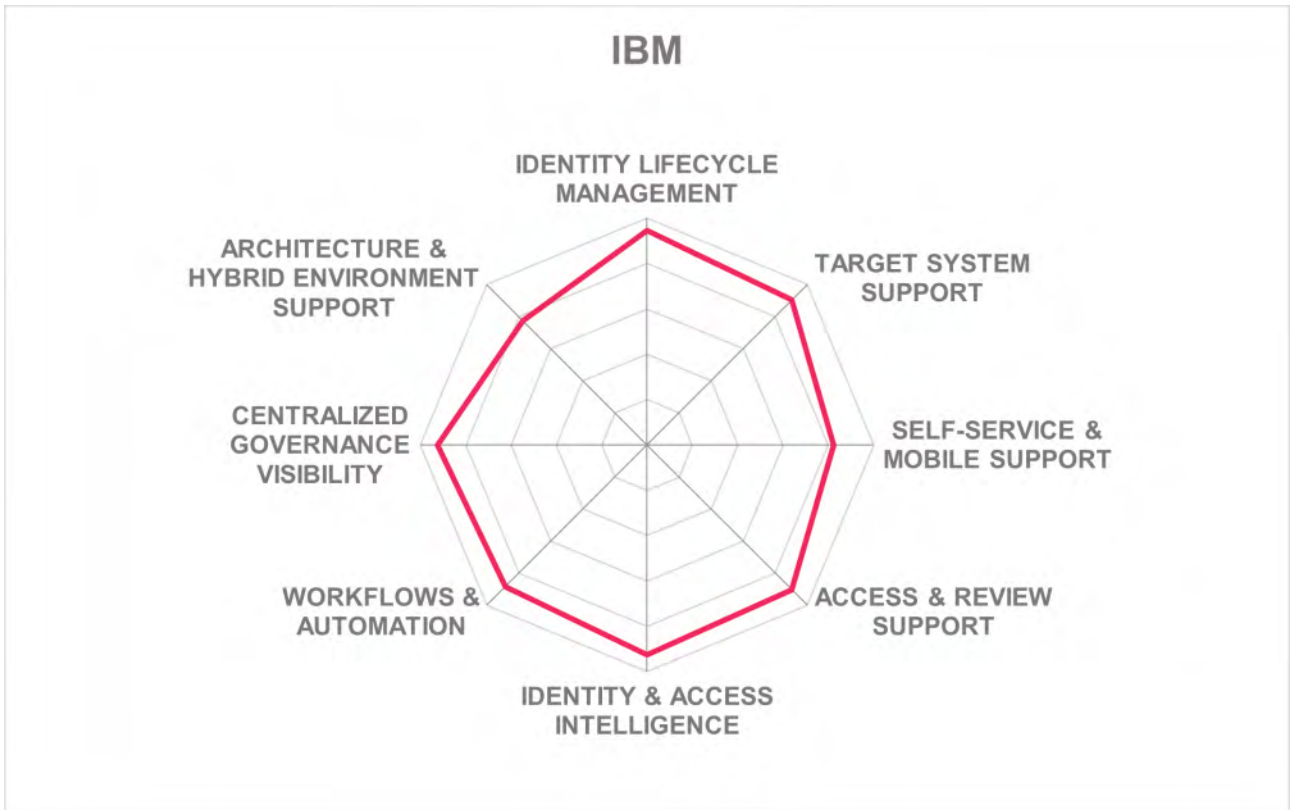 IBM
IDENTITY LIFECYCLE
MANAGEMENT
TARGET SYSTEM
SUPPORT
SELF-SERVICE &
MOBILE SUPPORT
ACCESS & REVIEW
SUPPORT
IDENTITY & ACCESS
INTELLIGENCE
WORKFLOWS &
AUTOMATION
CENTRALIZED
GOVERNANCE
VISIBILITY
ARCHITECTURE &
HYBRID ENVIRONMENT
SUPPORT